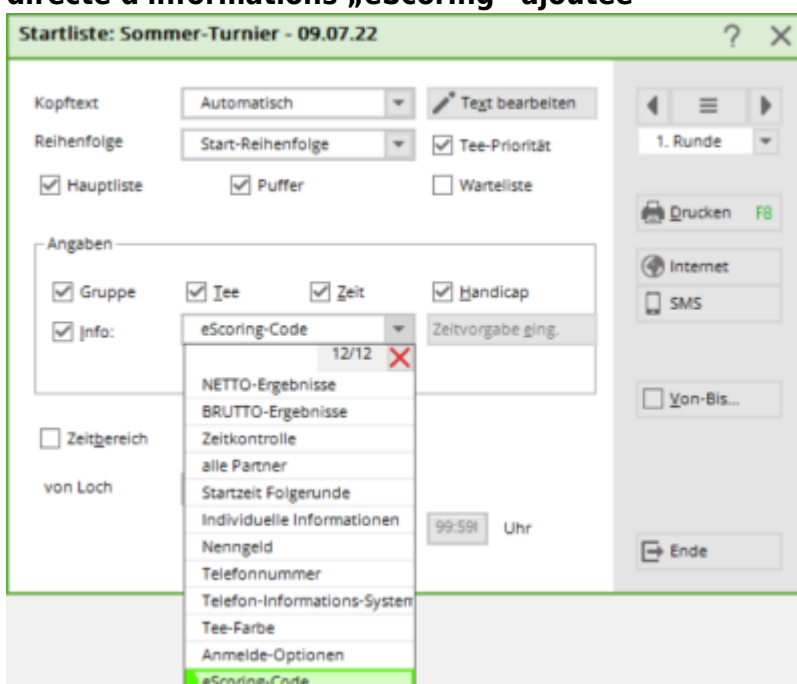 directe d'informations „eScoring" ajoutée
Startliste: Sommer-Turnier - 09.07.22 ?
Kopftext Automatisch Text bearbeiten
Reihenfolge Start-Reihenfolge Tee-Priorität 1. Runde
Hauptliste Puffer Warteliste
Drucken F8
Angaben
Internet
Gruppe Tee Zeit Handicap
SMS
Info: eScoring-Code Zeitvorgabe eing.
12/12
NETTO-Ergebnisse
Von-Bis...
BRUTTO-Ergebnisse
Zeitbereich Zeitkontrolle
alle Partner
von Loch Startzeit Folgerunde
Individuelle Informationen
99:59 Uhr
Nenngeld
Ende
Telefonnummer
Telefon-Informations-System
Tee-Farbe
Anmelde-Optionen
eScoring-Code